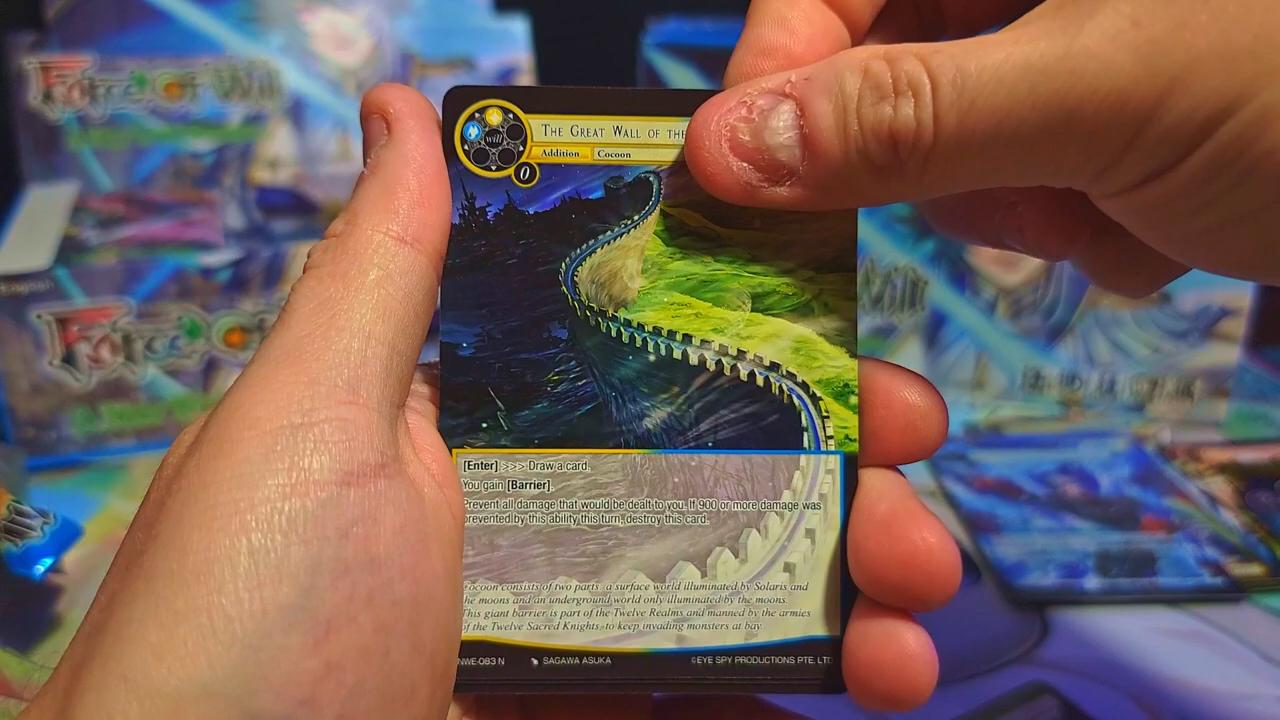 Force Of Will
will
THE GREAT WALL OF THE
Addition Cocoon
0
Force Of
[Enter] >>> Draw a card.
You gain [Barrier].
Prevent all damage that would be dealt to you. If 900 or more damage was
prevented by this ability this turn, destroy this card.
Cocoon consists of two parts - a surface world illuminated by Solaris and
the moons and an underground world only illuminated by the moons.
This giant barrier is part of the Twelve Realms and manned by the armies
of the Twelve Sacred Knights, to keep invading monsters at bay.
NWE-083 N SAGAWA ASUKA ©EYE SPY PRODUCTIONS PTE. LTD